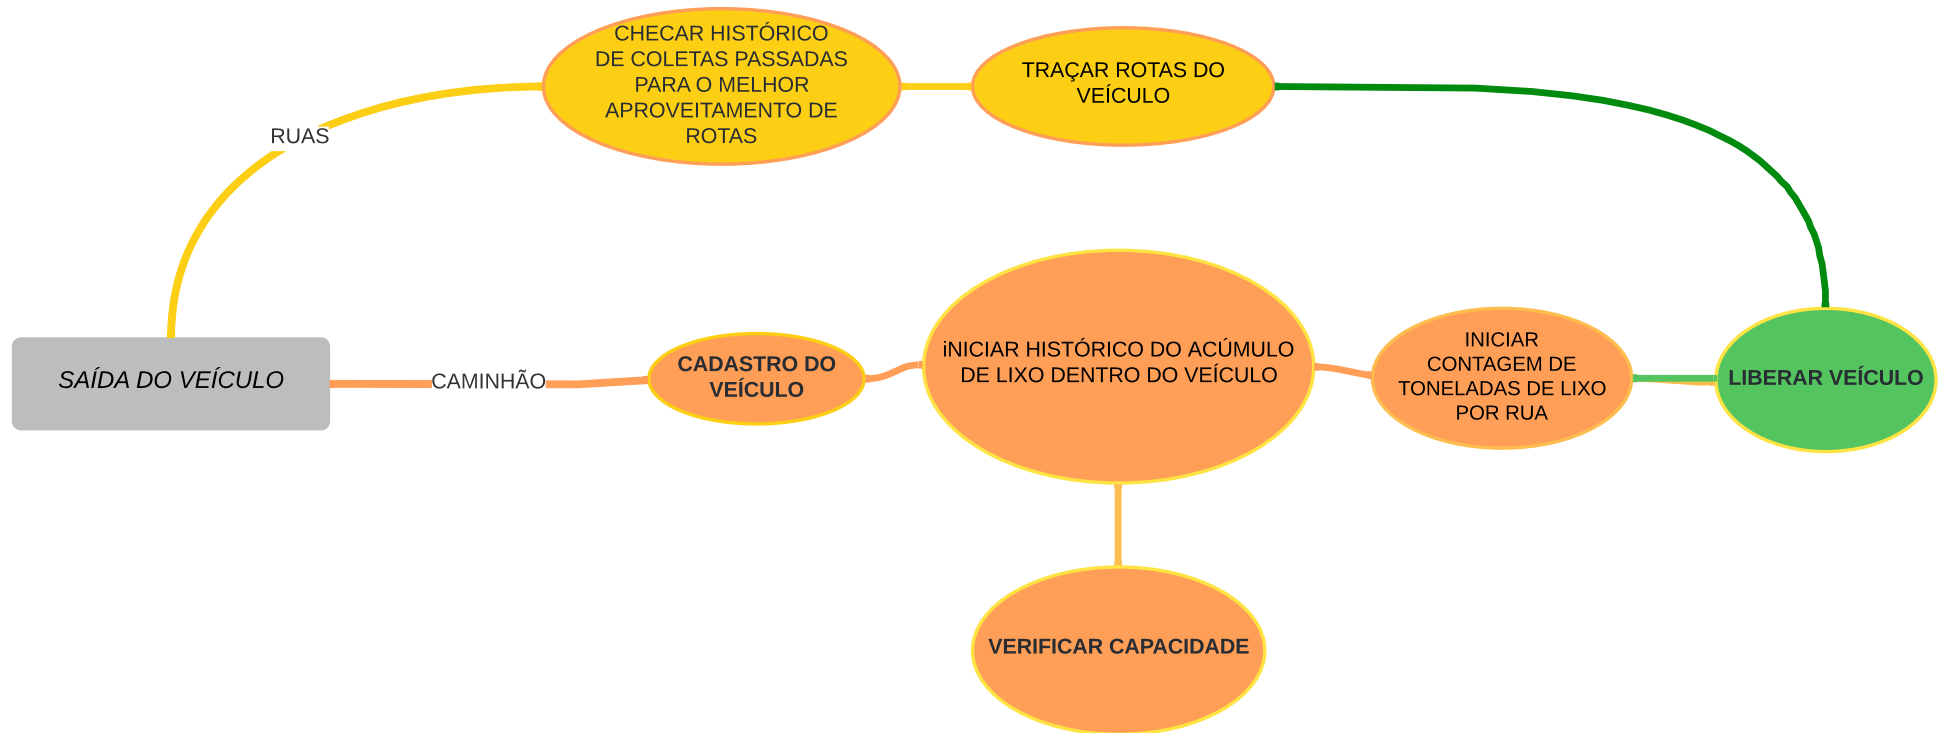 CHECAR HISTÓRICO
DE COLETAS PASSADAS
PARA O MELHOR
APROVEITAMENTO DE
ROTAS
TRAÇAR ROTAS DO
VEÍCULO
RUAS
SAÍDA DO VEÍCULO
CAMINHÃO
CADASTRO DO
VEÍCULO
iNICIAR HISTÓRICO DO ACÚMULO
DE LIXO DENTRO DO VEÍCULO
INICIAR
CONTAGEM DE
TONELADAS DE LIXO
POR RUA
LIBERAR VEÍCULO
VERIFICAR CAPACIDADE